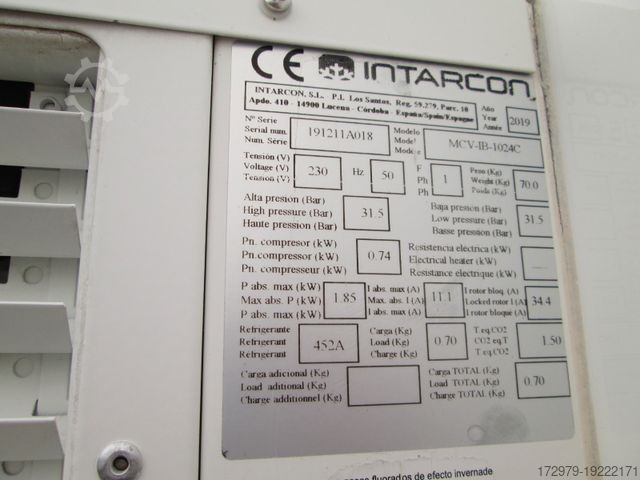 CE INTARCON
INTARCON, S.L. P.I. Los Santos, Reg. 59.279, Parc. 10
Apdo. 410 - 14900 Lucena - Córdoba - España/Spain/Espagne
Año
Year 2019
Année
Nº Serie
Serial num. 191211A018
Num. Série
Modelo
Model MCV-IB-1024C
Modèle
Tensión (V)
Voltage (V) 230 Hz 50
Tension (V)
F
Ph 1
Ph
Peso (Kg)
Weight (Kg) 70.0
Poids (Kg)
Alta presion (Bar)
High pressure (Bar) 31.5
Haute pression (Bar)
Baja presión (Bar)
Low pressure (Bar) 31.5
Basse pression (Bar)
Pn. compresor (kW)
Pn.compressor (kW) 0.74
Pn. compresseur (kW)
Resistencia eléctrica (kW)
Electrical heater (kW)
Resistance electrique (kW)
P abs. max (kW)
Max abs. P (kW) 1.85
P abs. max (kW)
I abs. max (A)
Max. abs. I (A) 11.1
I abs. max (A)
I rotor bloq (A)
Locked rotor I (A) 34.4
I rotor bloqué (A)
Refrigerante
Refrigerant 452A
Refrigérant
Carga (Kg)
Load (Kg) 0.70
Charge (Kg)
T.eq.CO2
CO2 eq.T 1.50
T.eq.CO2
Carga adicional (Kg)
Load aditional (Kg)
Charge additionnel (Kg)
Carga TOTAL (Kg)
Load TOTAL (Kg) 0.70
Charge TOTAL (Kg)
fluorados de efecto invernade
172979-19222171